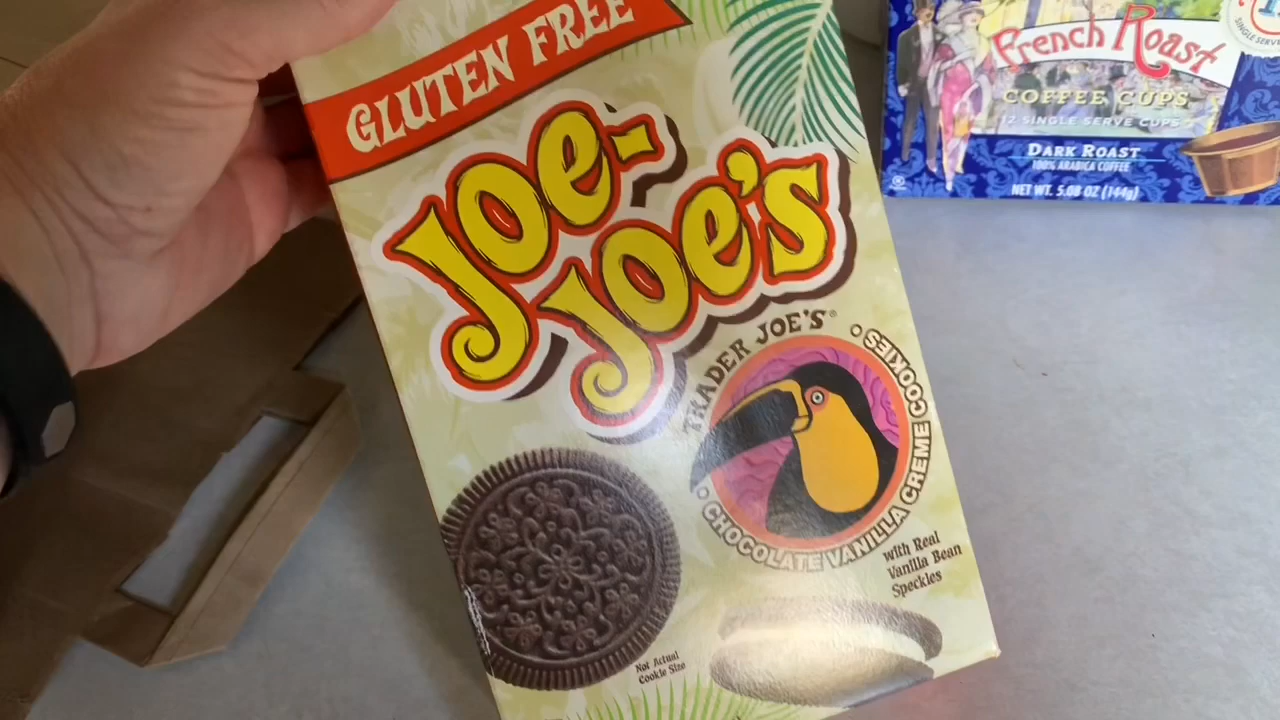 GLUTEN FREE
Joe-
Joe's
TRADER JOE'S®
CHOCOLATE VANILLA CREME COOKIES
with Real
Vanilla Bean
Speckles
Not Actual
Cookie Size
French Roast
COFFEE CUPS
12 SINGLE SERVE CUPS
DARK ROAST
100% ARABICA COFFEE
NET WT. 5.08 OZ (144g)
SINGLE SERVE